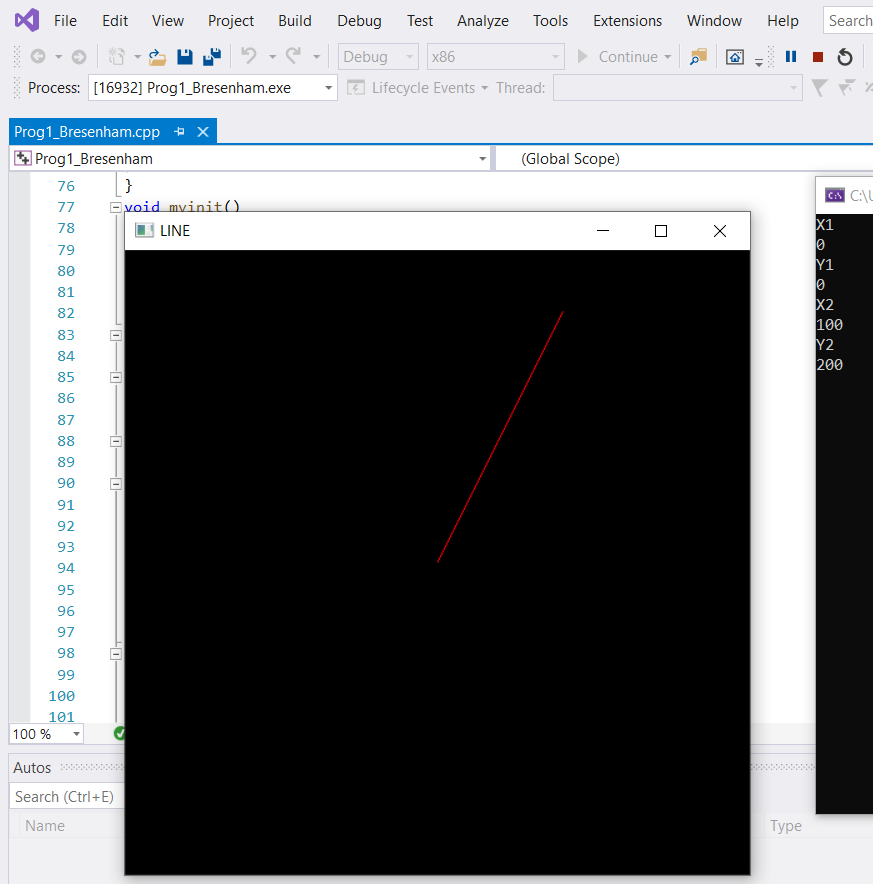 File Edit View Project Build Debug Test Analyze Tools Extensions Window Help Search
Debug x86 Continue
Process: [16932] Prog1_Bresenham.exe Lifecycle Events Thread:
Prog1_Bresenham.cpp
Prog1_Bresenham (Global Scope)
76 }
77 void myinit()
78
79
80
81
82
83
84
85
86
87
88
89
90
91
92
93
94
95
96
97
98
99
100
101
LINE
C:\U
X1
0
Y1
0
X2
100
Y2
200
100 %
Autos
Search (Ctrl+E)
Name Type